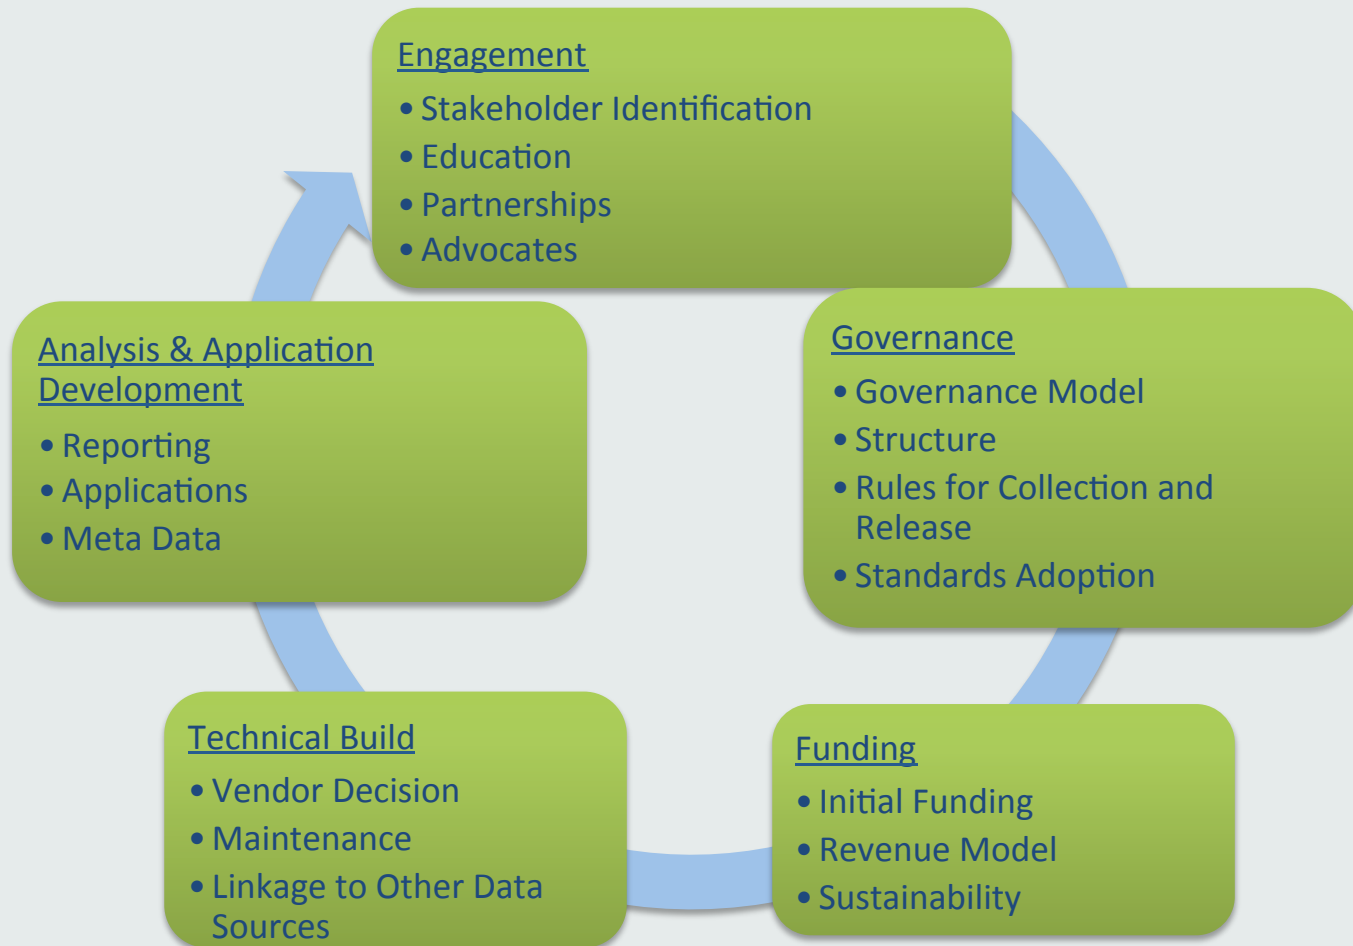 Engagement
• Stakeholder Identification
• Education
• Partnerships
• Advocates
Governance
• Governance Model
• Structure
• Rules for Collection and
Release
• Standards Adoption
Funding
• Initial Funding
• Revenue Model
• Sustainability
Technical Build
• Vendor Decision
• Maintenance
• Linkage to Other Data
Sources
Analysis & Application
Development
• Reporting
• Applications
• Meta Data